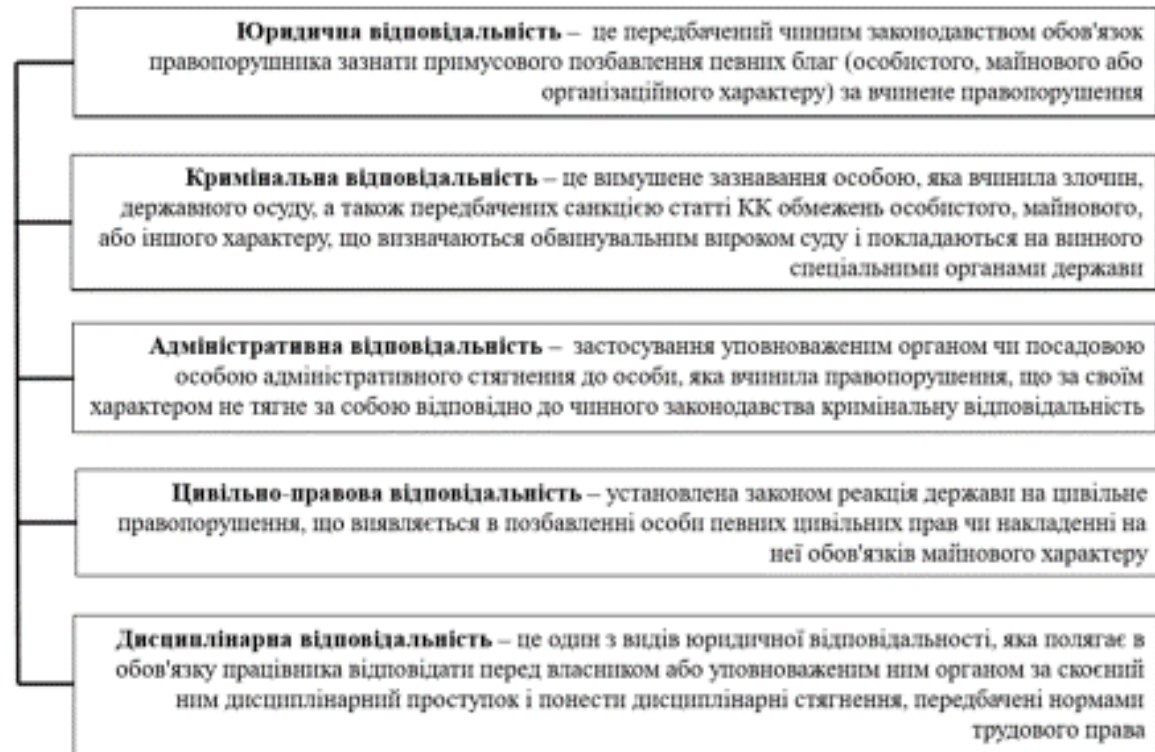 Юридична відповідальність – це передбачений чинним законодавством обов'язок
правопорушника зазнати примусового позбавлення певних благ (особистого, майнового або
організаційного характеру) за вчинене правопорушення
Кримінальна відповідальність – це вимушене зазнавання особою, яка вчинила злочин,
державного осуду, а також передбачених санкцією статті КК обмежень особистого, майнового,
або іншого характеру, що визначаються обвинувальним вироком суду і покладаються на винного
спеціальними органами держави
Адміністративна відповідальність – застосування уповноваженим органом чи посадовою
особою адміністративного стягнення до особи, яка вчинила правопорушення, що за своїм
характером не тягне за собою відповідно до чинного законодавства кримінальну відповідальність
Цивільно-правова відповідальність – установлена законом реакція держави на цивільне
правопорушення, що виявляється в позбавленні особи певних цивільних прав чи накладенні на
неї обов'язків майнового характеру
Дисциплінарна відповідальність – це один з видів юридичної відповідальності, яка полягає в
обов'язку працівника відповідати перед власником або уповноваженим ним органом за скоєний
ним дисциплінарний проступок і понести дисциплінарні стягнення, передбачені нормами
трудового права